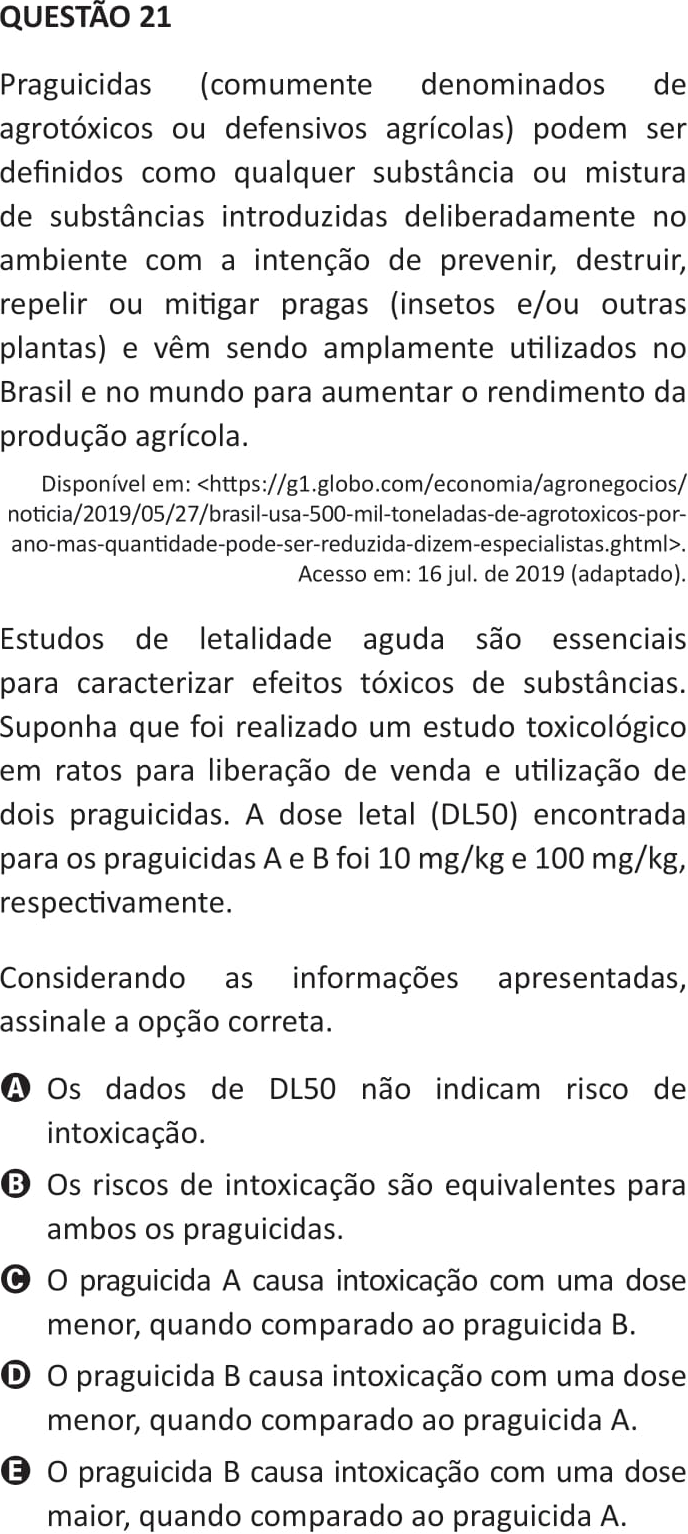 QUESTÃO 21
Praguicidas (comumente denominados de
agrotóxicos ou defensivos agrícolas) podem ser
definidos como qualquer substância ou mistura
de substâncias introduzidas deliberadamente no
ambiente com a intenção de prevenir, destruir,
repelir ou mitigar pragas (insetos e/ou outras
plantas) e vêm sendo amplamente utilizados no
Brasil e no mundo para aumentar o rendimento da
produção agrícola.
Disponível em: <https://g1.globo.com/economia/agronegocios/
noticia/2019/05/27/brasil-usa-500-mil-toneladas-de-agrotoxicos-por-
ano-mas-quantidade-pode-ser-reduzida-dizem-especialistas.ghtml>.
Acesso em: 16 jul. de 2019 (adaptado).
Estudos de letalidade aguda são essenciais
para caracterizar efeitos tóxicos de substâncias.
Suponha que foi realizado um estudo toxicológico
em ratos para liberação de venda e utilização de
dois praguicidas. A dose letal (DL50) encontrada
para os praguicidas A e B foi 10 mg/kg e 100 mg/kg,
respectivamente.
Considerando as informações apresentadas,
assinale a opção correta.
A Os dados de DL50 não indicam risco de
intoxicação.
B Os riscos de intoxicação são equivalentes para
ambos os praguicidas.
C O praguicida A causa intoxicação com uma dose
menor, quando comparado ao praguicida B.
D O praguicida B causa intoxicação com uma dose
menor, quando comparado ao praguicida A.
E O praguicida B causa intoxicação com uma dose
maior, quando comparado ao praguicida A.